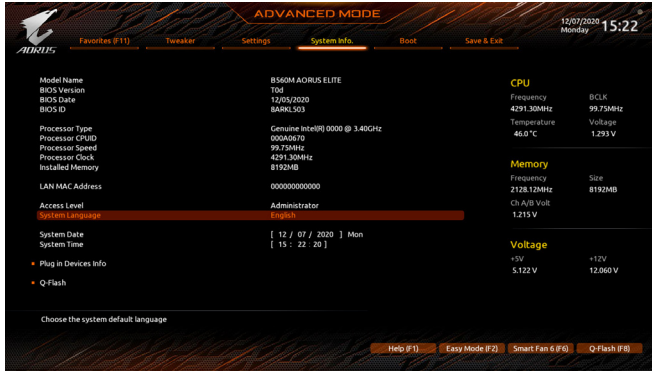 ADVANCED MODE
12/07/2020 Monday 15:22
AORUS
Favorites (F11) Tweaker Settings System Info. Boot Save & Exit
Model Name B560M AORUS ELITE
BIOS Version T0d
BIOS Date 12/05/2020
BIOS ID 8ARKL503
Processor Type Genuine Intel(R) 0000 @ 3.40GHz
Processor CPUID 000A0670
Processor Speed 99.75MHz
Processor Clock 4291.30MHz
Installed Memory 8192MB
LAN MAC Address 000000000000
Access Level Administrator
System Language English
System Date [ 12 / 07 / 2020 ] Mon
System Time [ 15 : 22 : 20 ]
Plug in Devices Info
Q-Flash
CPU
Frequency BCLK
4291.30MHz 99.75MHz
Temperature Voltage
46.0 °C 1.293 V
Memory
Frequency Size
2128.12MHz 8192MB
Ch A/B Volt
1.215 V
Voltage
+5V +12V
5.122 V 12.060 V
Choose the system default language
Help (F1) Easy Mode (F2) Smart Fan 6 (F6) Q-Flash (F8)